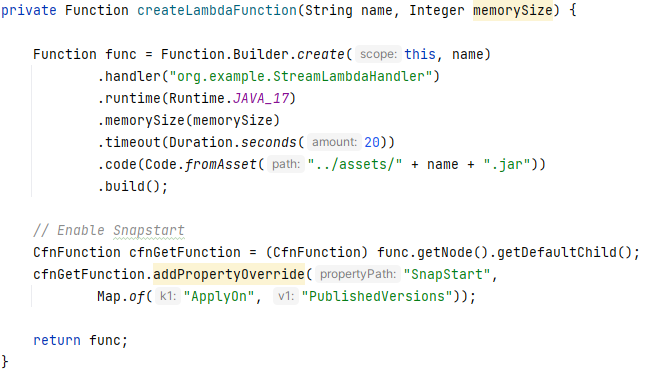 private Function createLambdaFunction(String name, Integer memorySize) {
Function func = Function.Builder.create( scope: this, name)
.handler("org.example.StreamLambdaHandler")
.runtime(Runtime.JAVA_17)
.memorySize(memorySize)
.timeout(Duration.seconds( amount: 20))
.code(Code.fromAsset( path: "../assets/" + name + ".jar"))
.build();
// Enable Snapstart
CfnFunction cfnGetFunction = (CfnFunction) func.getNode().getDefaultChild();
cfnGetFunction.addPropertyOverride( propertyPath: "SnapStart",
Map.of( k1: "ApplyOn", v1: "PublishedVersions"));
return func;
}